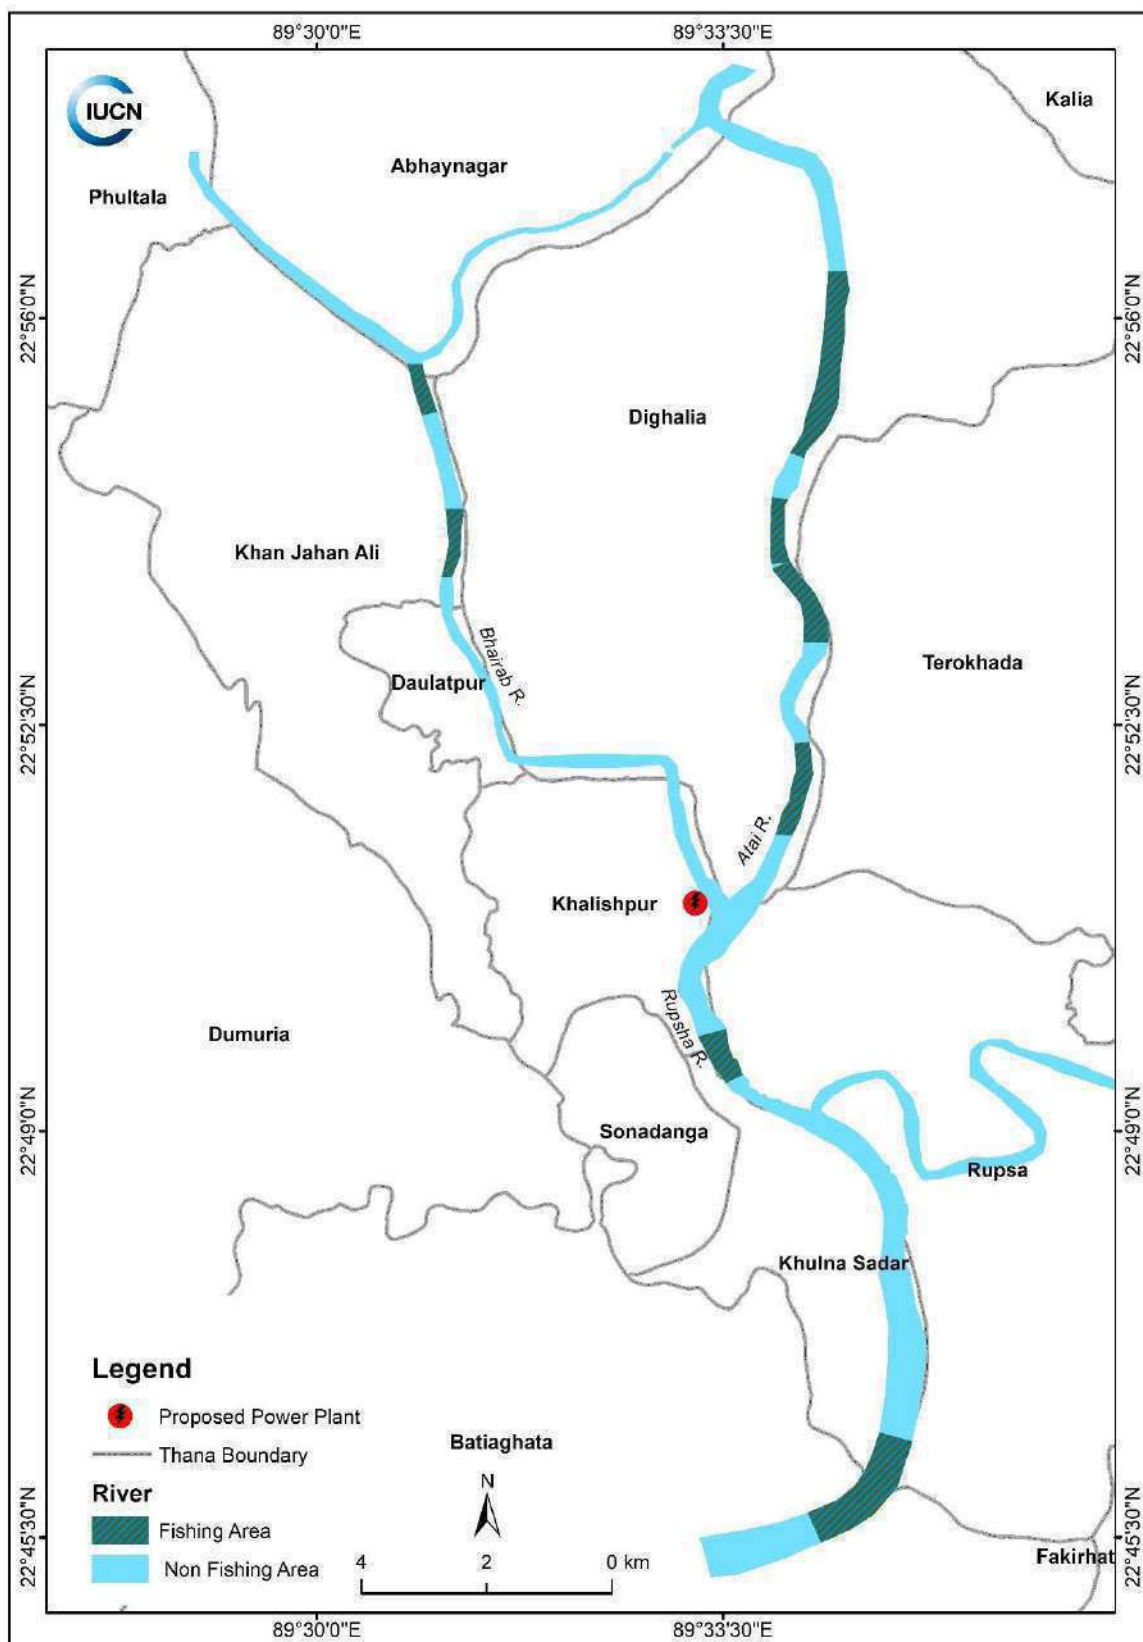 89°30'0"E
89°33'30"E
IUCN
Kalia
Abhaynagar
Phultala
22°56'0"N
22°56'0"N
Dighalia
Khan Jahan Ali
Bhairab R.
Terokhada
Daulatpur
22°52'30"N
22°52'30"N
Atai R.
Khalishpur
Rupsha R.
Dumuria
Sonadanga
22°49'0"N
22°49'0"N
Rupsa
Khulna Sadar
Legend
Proposed Power Plant
Thana Boundary
Batiaghata
River
N
Fishing Area
Non Fishing Area
4 2 0 km
22°45'30"N
22°45'30"N
Fakirhat
89°30'0"E
89°33'30"E